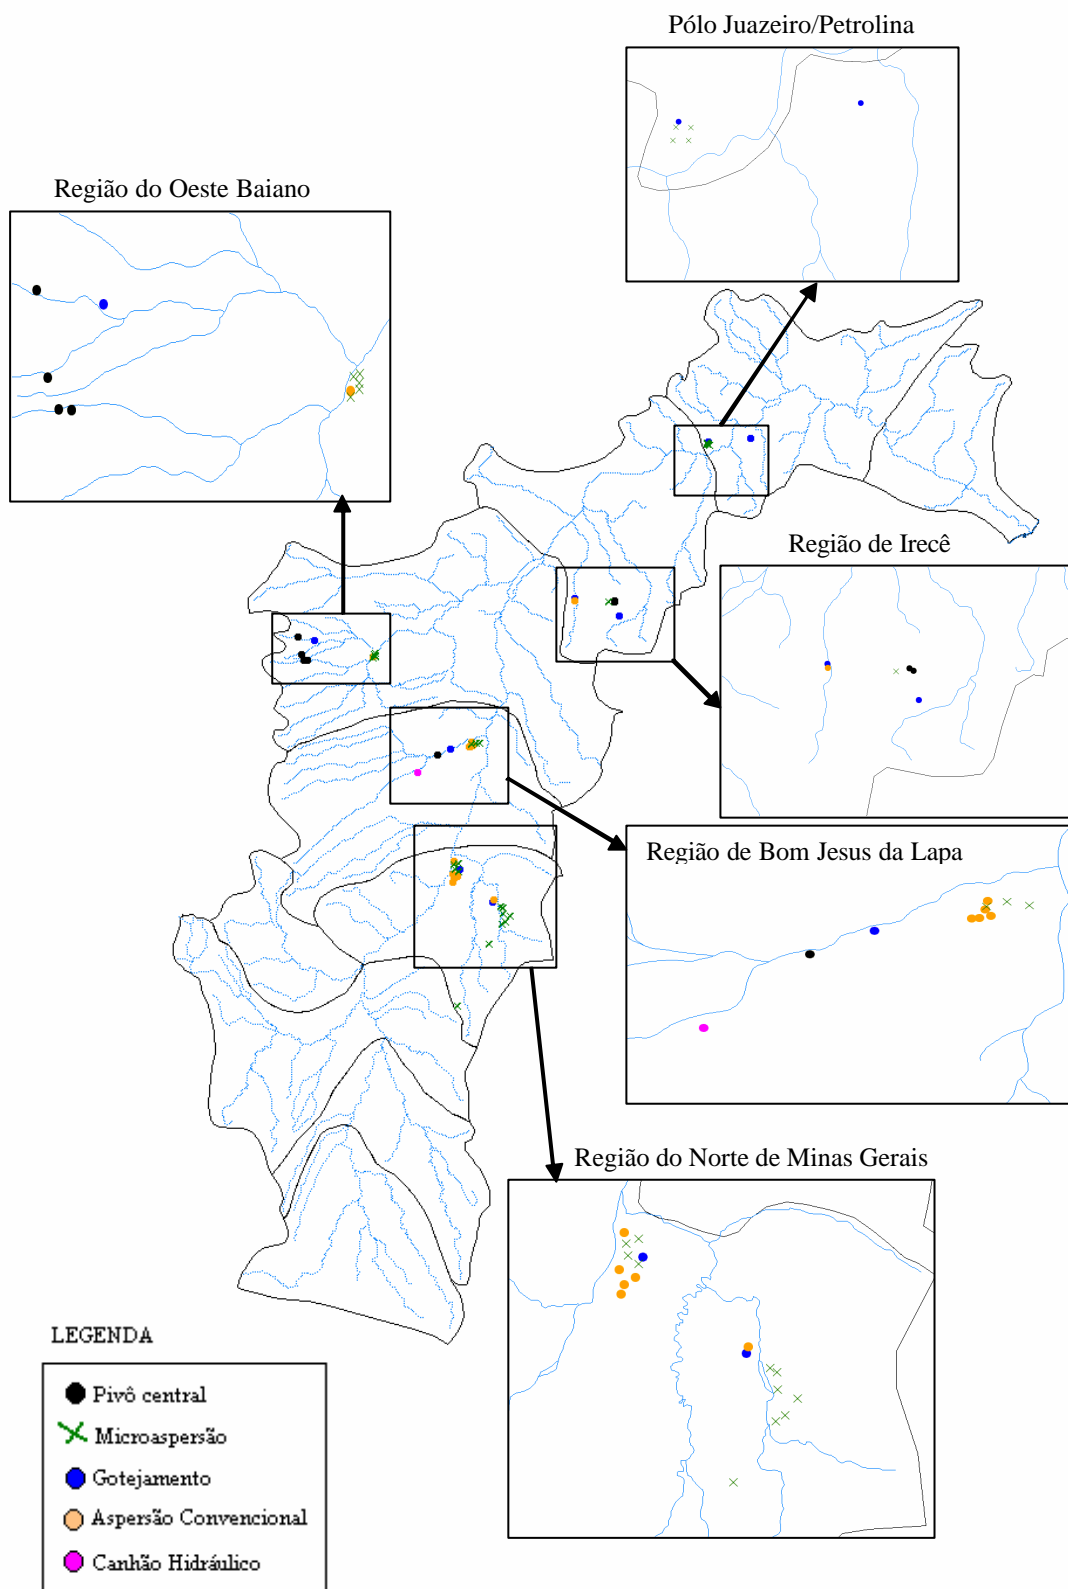 Pólo Juazeiro/Petrolina
Região do Oeste Baiano
Região de Irecê
Região de Bom Jesus da Lapa
Região do Norte de Minas Gerais
LEGENDA
Pivô central
Microaspersão
Gotejamento
Aspersão Convencional
Canhão Hidráulico